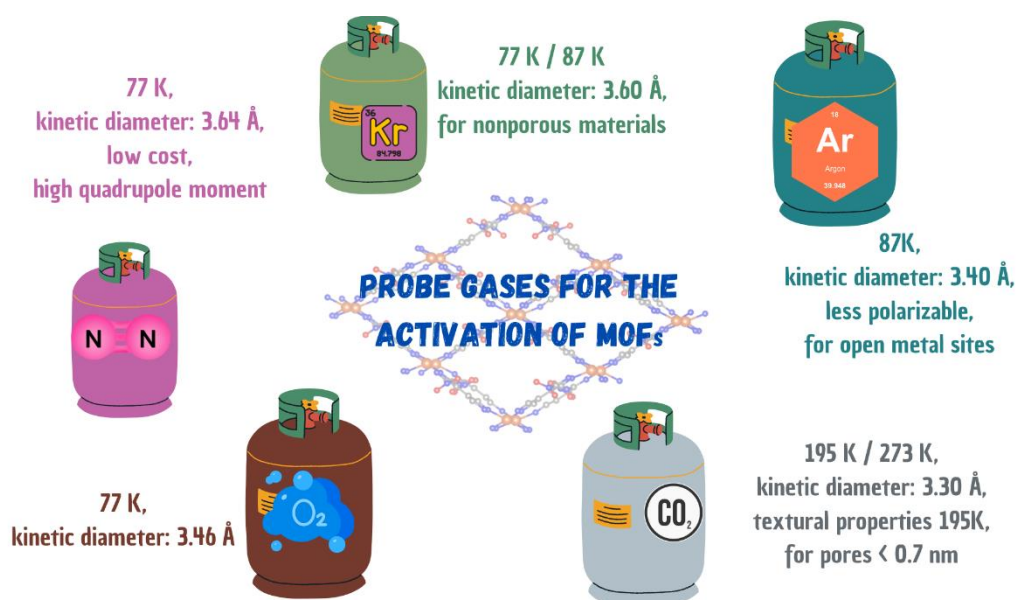 77 K,
kinetic diameter: 3.64 Å,
low cost,
high quadrupole moment
36
Kr
84.798
77 K / 87 K
kinetic diameter: 3.60 Å,
for nonporous materials
18
Ar
Argon
39.948
87K,
kinetic diameter: 3.40 Å,
less polarizable,
for open metal sites
PROBE GASES FOR THE
ACTIVATION OF MOFs
N N
77 K,
kinetic diameter: 3.46 Å
O₂
CO₂
195 K / 273 K,
kinetic diameter: 3.30 Å,
textural properties 195K,
for pores < 0.7 nm